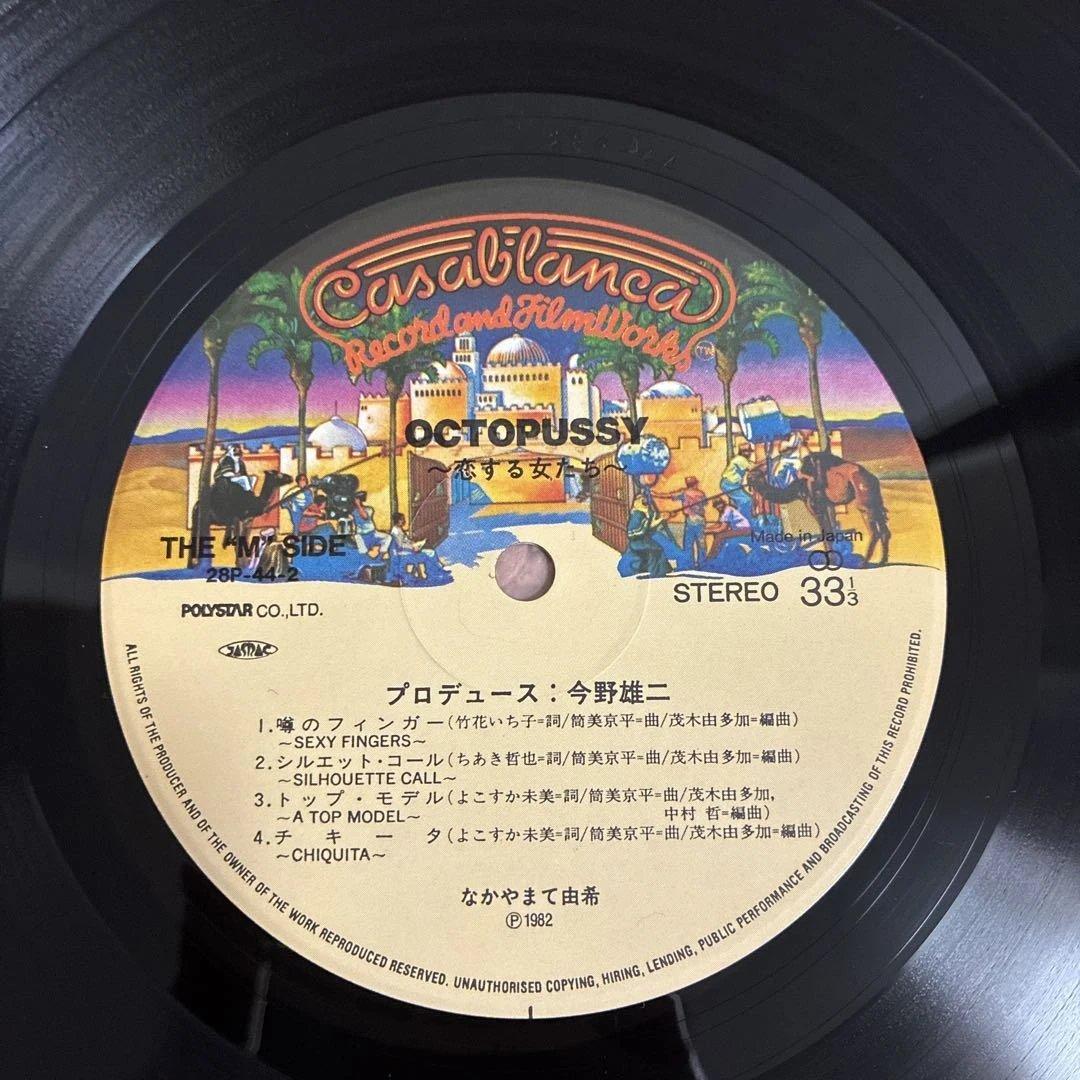 Casablanca
Record and FilmWorks™
OCTOPUSSY
～恋する女たち～
THE "M" SIDE
28P-44-2
POLYSTAR CO.,LTD.
JASRAC
Made in Japan
STEREO 33 1/3
プロデュース：今野雄二
1.噂のフィンガー(竹花いち子=詞/筒美京平=曲/茂木由多加=編曲)
～SEXY FINGERS～
2.シルエット・コール(ちあき哲也=詞/筒美京平=曲/茂木由多加=編曲)
～SILHOUETTE CALL～
3.トップ・モデル(よこすか未美=詞/筒美京平=曲/茂木由多加,
～A TOP MODEL～ 中村 哲=編曲)
4.チキータ(よこすか未美=詞/筒美京平=曲/茂木由多加=編曲)
～CHIQUITA～
なかやまて由希
Ⓟ1982
ALL RIGHTS OF THE PRODUCER AND OF THE OWNER OF THE WORK REPRODUCED RESERVED. UNAUTHORISED COPYING, HIRING, LENDING, PUBLIC PERFORMANCE AND BROADCASTING OF THIS RECORD PROHIBITED.